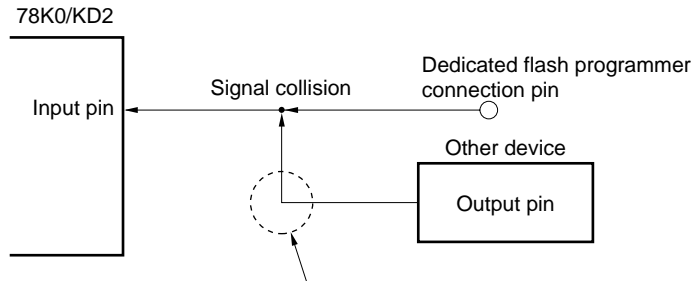 78K0/KD2
Input pin
Signal collision
Dedicated flash programmer
connection pin
Other device
Output pin